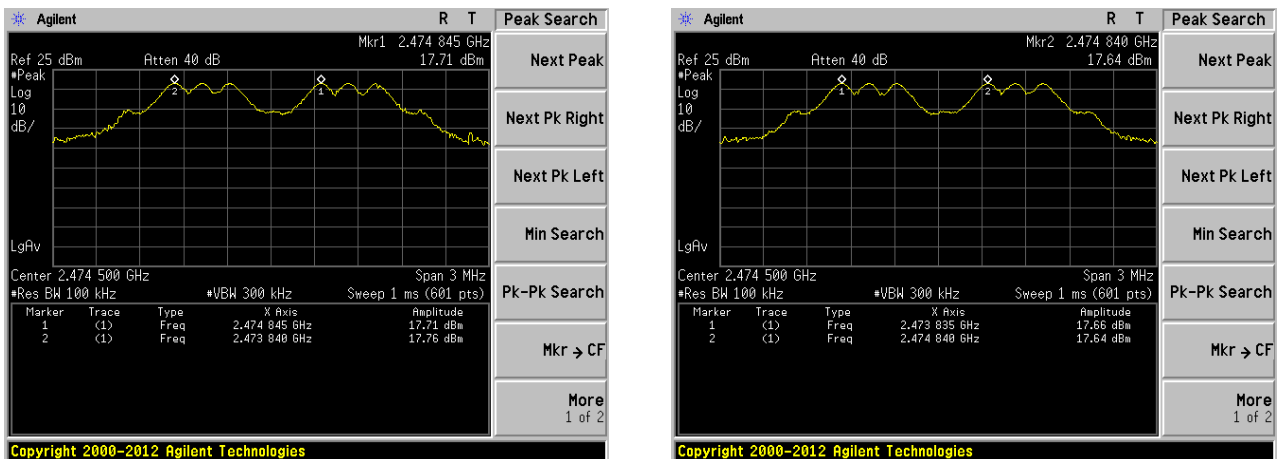 Agilent R T Peak Search
Mkr1 2.474 845 GHz
Ref 25 dBm Atten 40 dB 17.71 dBm
#Peak
Log
10
dB/
2 1
LgAv
Center 2.474 500 GHz Span 3 MHz
#Res BW 100 kHz #VBW 300 kHz Sweep 1 ms (601 pts)
Marker Trace Type X Axis Amplitude
1 (1) Freq 2.474 845 GHz 17.71 dBm
2 (1) Freq 2.473 840 GHz 17.76 dBm
Next Peak
Next Pk Right
Next Pk Left
Min Search
Pk-Pk Search
Mkr → CF
More
1 of 2
Copyright 2000-2012 Agilent Technologies
Agilent R T Peak Search
Mkr2 2.474 840 GHz
Ref 25 dBm Atten 40 dB 17.64 dBm
#Peak
Log
10
dB/
1 2
LgAv
Center 2.474 500 GHz Span 3 MHz
#Res BW 100 kHz #VBW 300 kHz Sweep 1 ms (601 pts)
Marker Trace Type X Axis Amplitude
1 (1) Freq 2.473 835 GHz 17.66 dBm
2 (1) Freq 2.474 840 GHz 17.64 dBm
Next Peak
Next Pk Right
Next Pk Left
Min Search
Pk-Pk Search
Mkr → CF
More
1 of 2
Copyright 2000-2012 Agilent Technologies